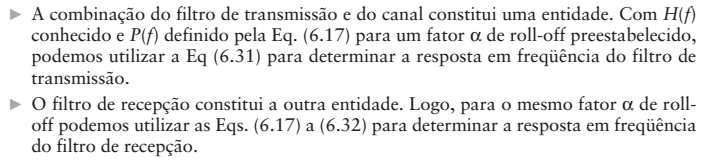 ▶ A combinação do filtro de transmissão e do canal constitui uma entidade. Com H(f)
conhecido e P(f) definido pela Eq. (6.17) para um fator α de roll-off preestabelecido,
podemos utilizar a Eq (6.31) para determinar a resposta em freqüência do filtro de
transmissão.
▶ O filtro de recepção constitui a outra entidade. Logo, para o mesmo fator α de roll-
off podemos utilizar as Eqs. (6.17) a (6.32) para determinar a resposta em freqüência
do filtro de recepção.